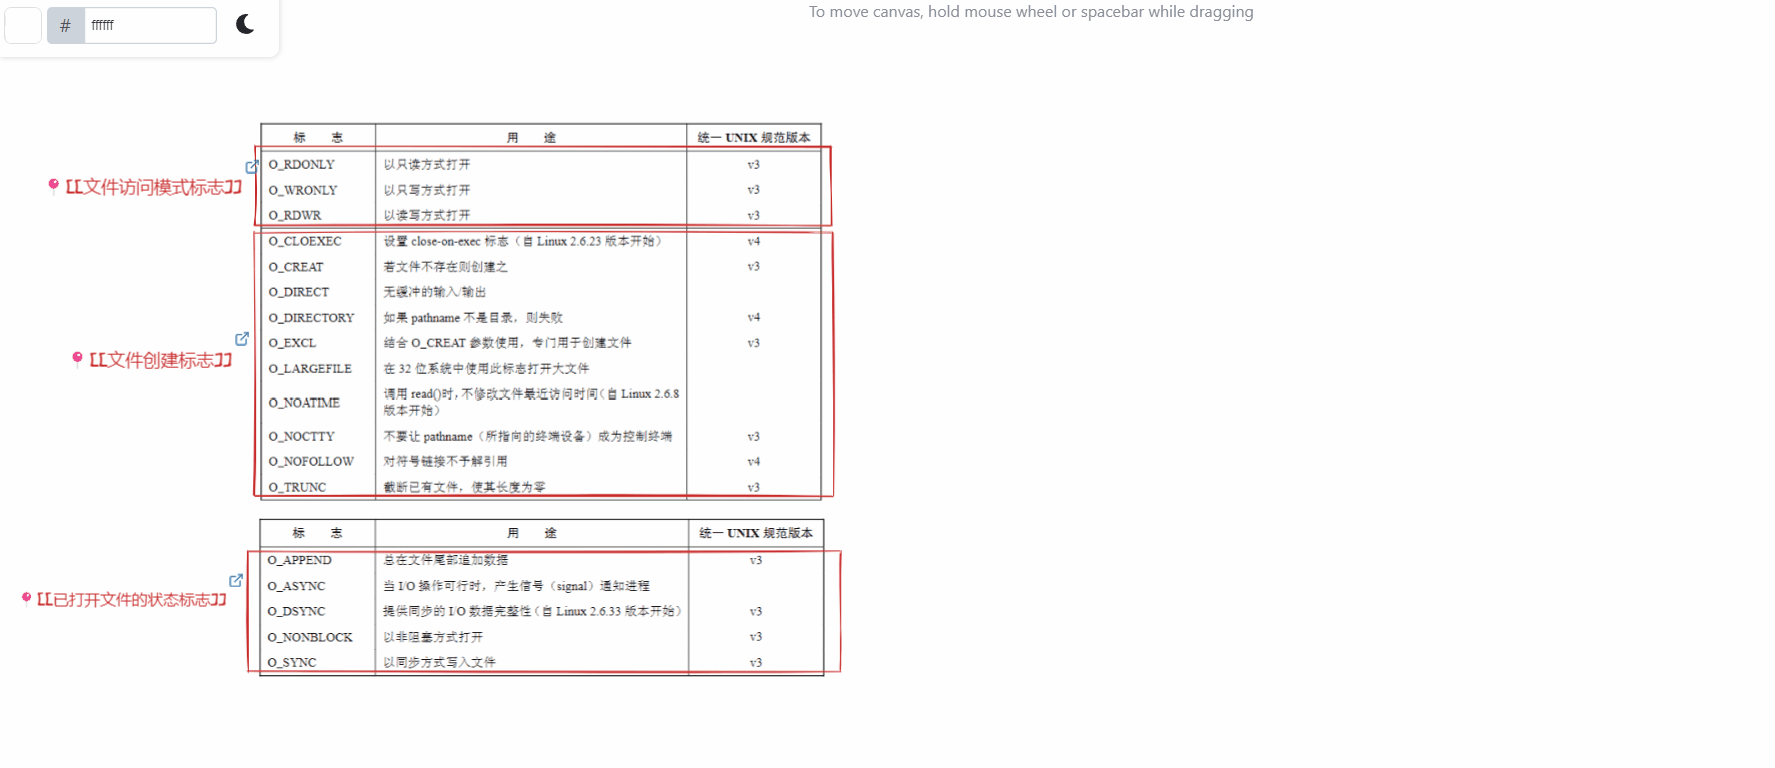 # ffffff
To move canvas, hold mouse wheel or spacebar while dragging
标 志 用 途 统一 UNIX 规范版本
📍[[文件访问模式标志]]
O_RDONLY 以只读方式打开 v3
O_WRONLY 以只写方式打开 v3
O_RDWR 以读写方式打开 v3
📍[[文件创建标志]]
O_CLOEXEC 设置 close-on-exec 标志（自 Linux 2.6.23 版本开始） v4
O_CREAT 若文件不存在则创建之 v3
O_DIRECT 无缓冲的输入/输出
O_DIRECTORY 如果 pathname 不是目录，则失败 v4
O_EXCL 结合 O_CREAT 参数使用，专门用于创建文件 v3
O_LARGEFILE 在 32 位系统中使用此标志打开大文件
O_NOATIME 调用 read()时，不修改文件最近访问时间（自 Linux 2.6.8
版本开始）
O_NOCTTY 不要让 pathname（所指向的终端设备）成为控制终端 v3
O_NOFOLLOW 对符号链接不予解引用 v4
O_TRUNC 截断已有文件，使其长度为零 v3
标 志 用 途 统一 UNIX 规范版本
📍[[已打开文件的状态标志]]
O_APPEND 总在文件尾部追加数据 v3
O_ASYNC 当 I/O 操作可行时，产生信号（signal）通知进程
O_DSYNC 提供同步的 I/O 数据完整性（自 Linux 2.6.33 版本开始） v3
O_NONBLOCK 以非阻塞方式打开 v3
O_SYNC 以同步方式写入文件 v3